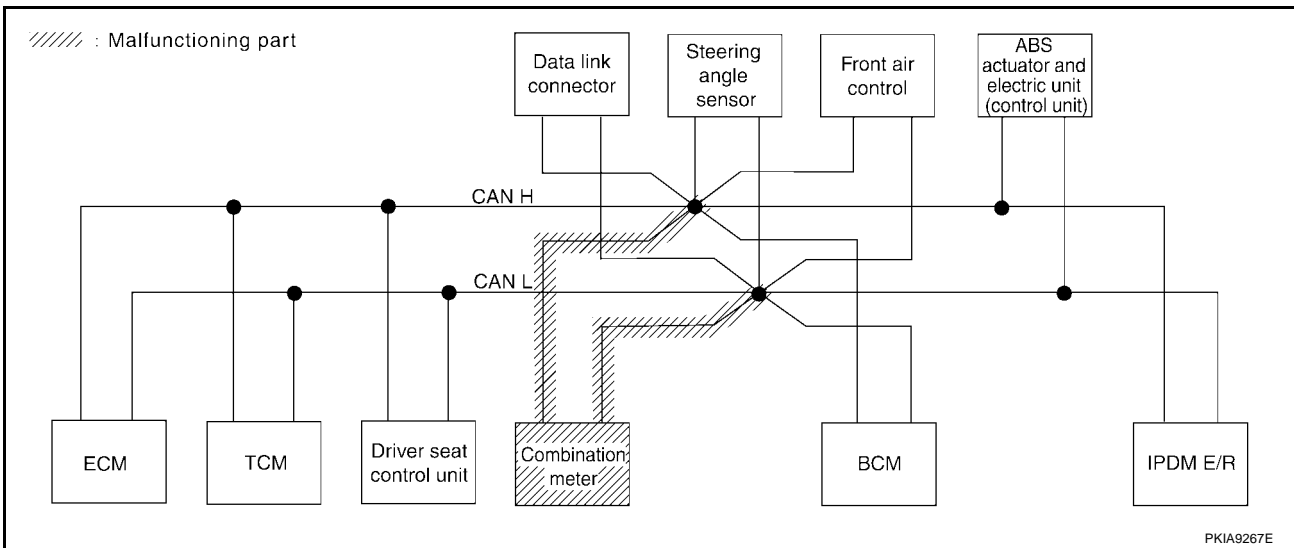 : Malfunctioning part
Data link
connector
Steering
angle
sensor
Front air
control
ABS
actuator and
electric unit
(control unit)
CAN H
CAN L
ECM
TCM
Driver seat
control unit
Combination
meter
BCM
IPDM E/R
PKIA9267E